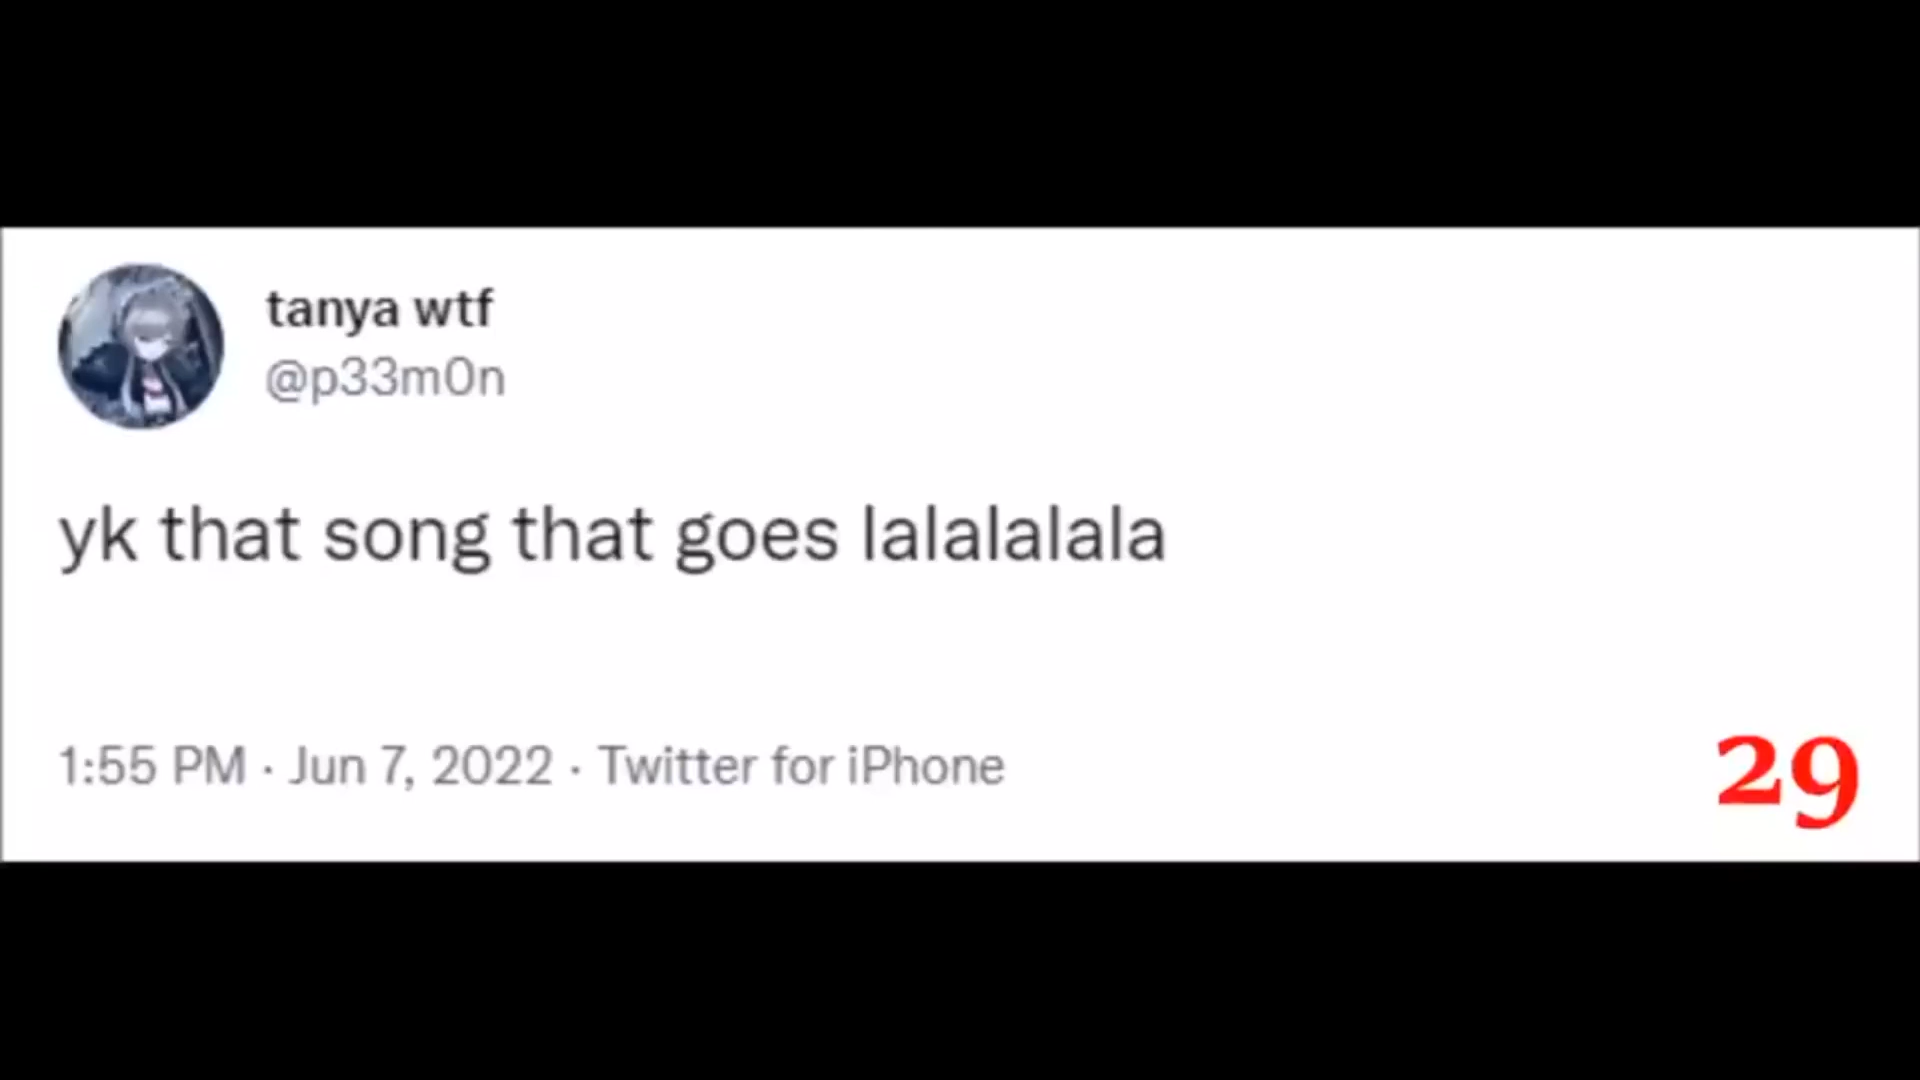 tanya wtf
@p33m0n
yk that song that goes lalalalala
1:55 PM · Jun 7, 2022 · Twitter for iPhone
29